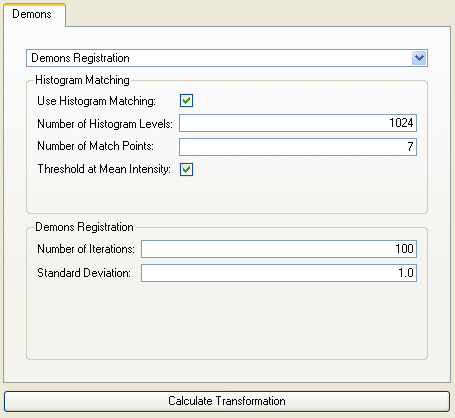 Demons
Demons Registration
Histogram Matching
Use Histogram Matching:
Number of Histogram Levels: 1024
Number of Match Points: 7
Threshold at Mean Intensity:
Demons Registration
Number of Iterations: 100
Standard Deviation: 1.0
Calculate Transformation